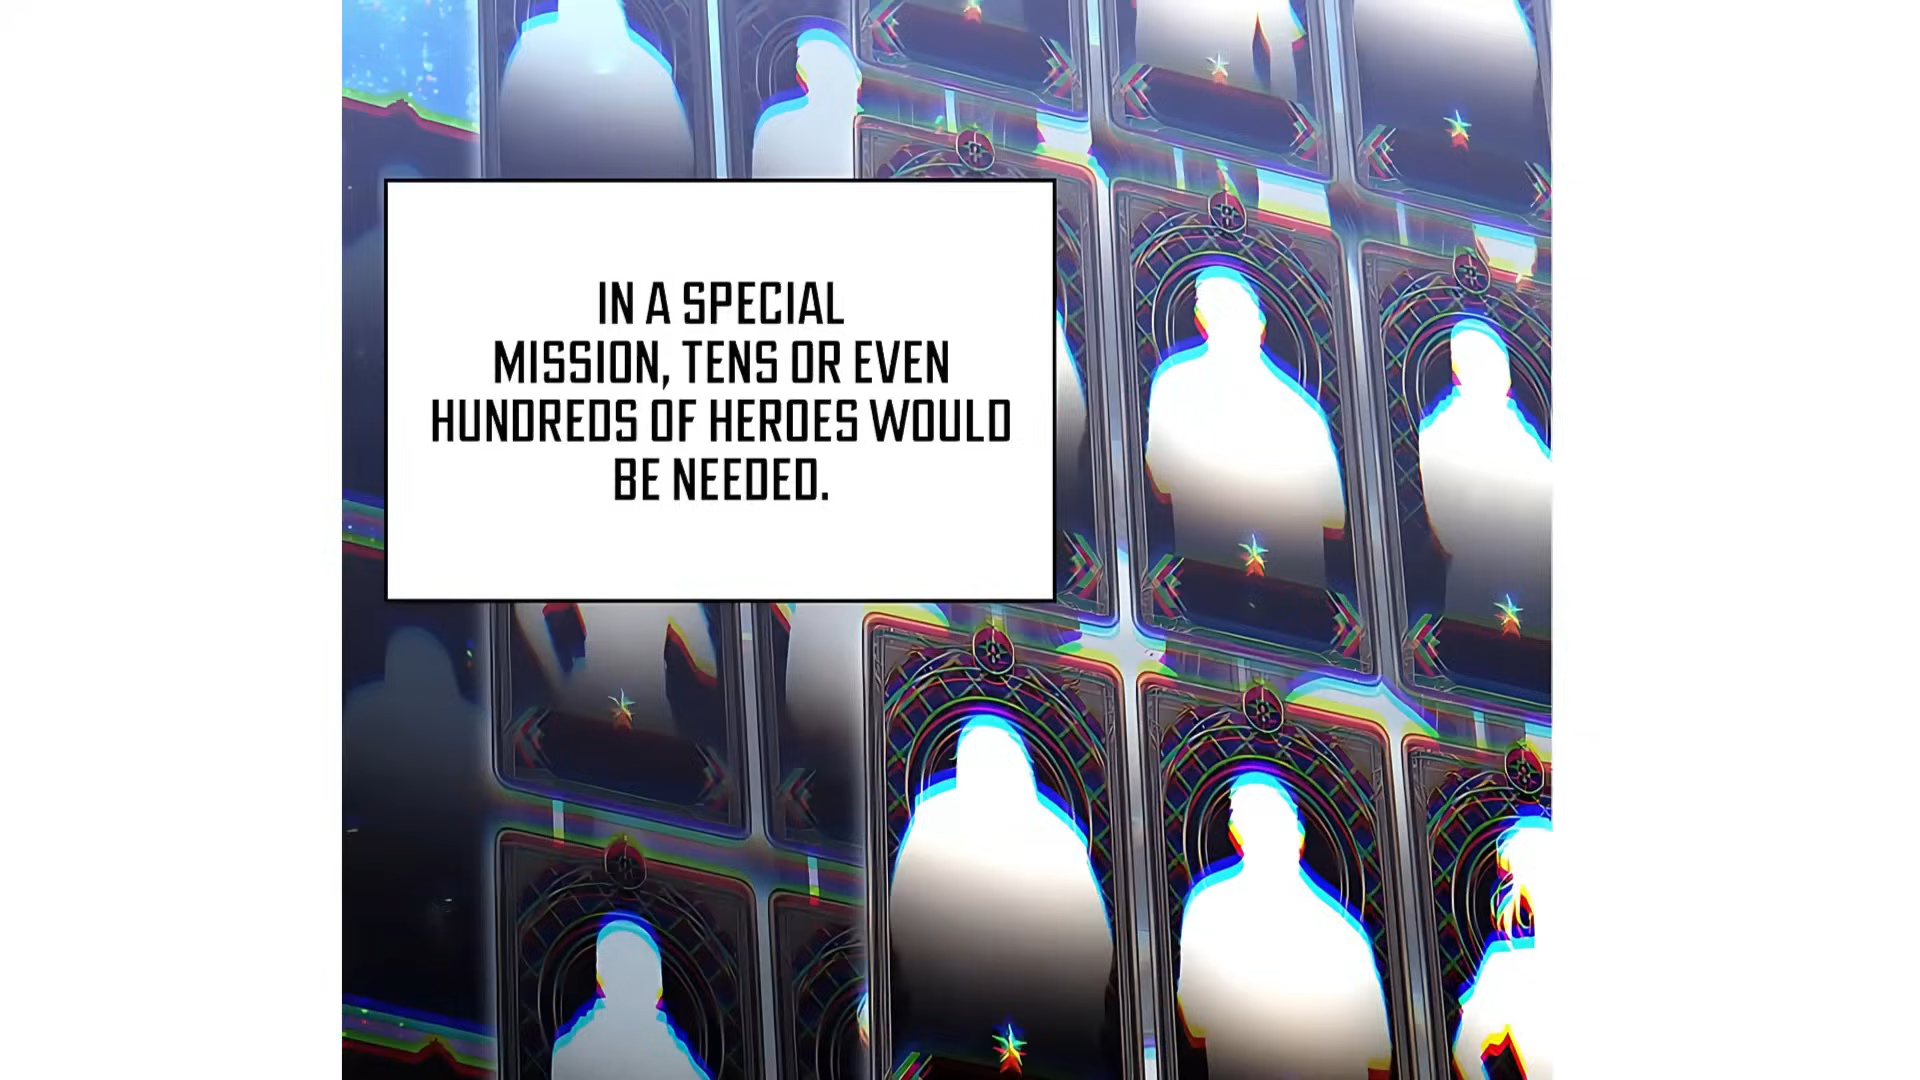 IN A SPECIAL
MISSION, TENS OR EVEN
HUNDREDS OF HEROES WOULD
BE NEEDED.